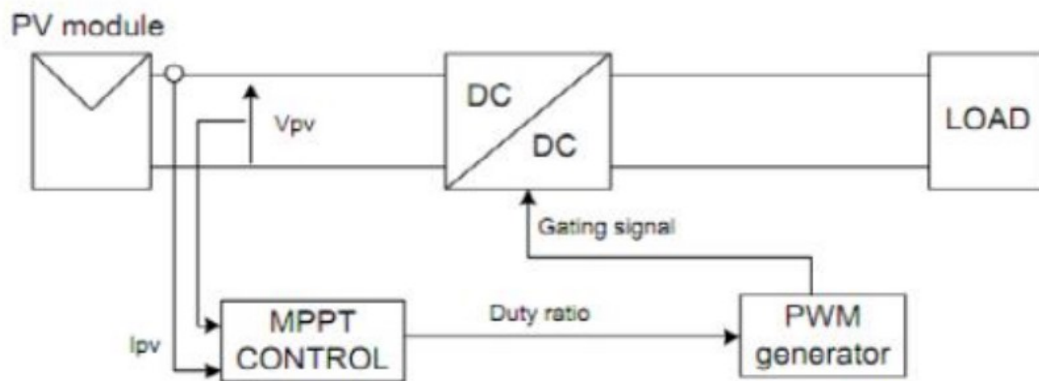 PV module
DC
DC
LOAD
Vpv
Gating signal
Ipv
MPPT
CONTROL
Duty ratio
PWM
generator